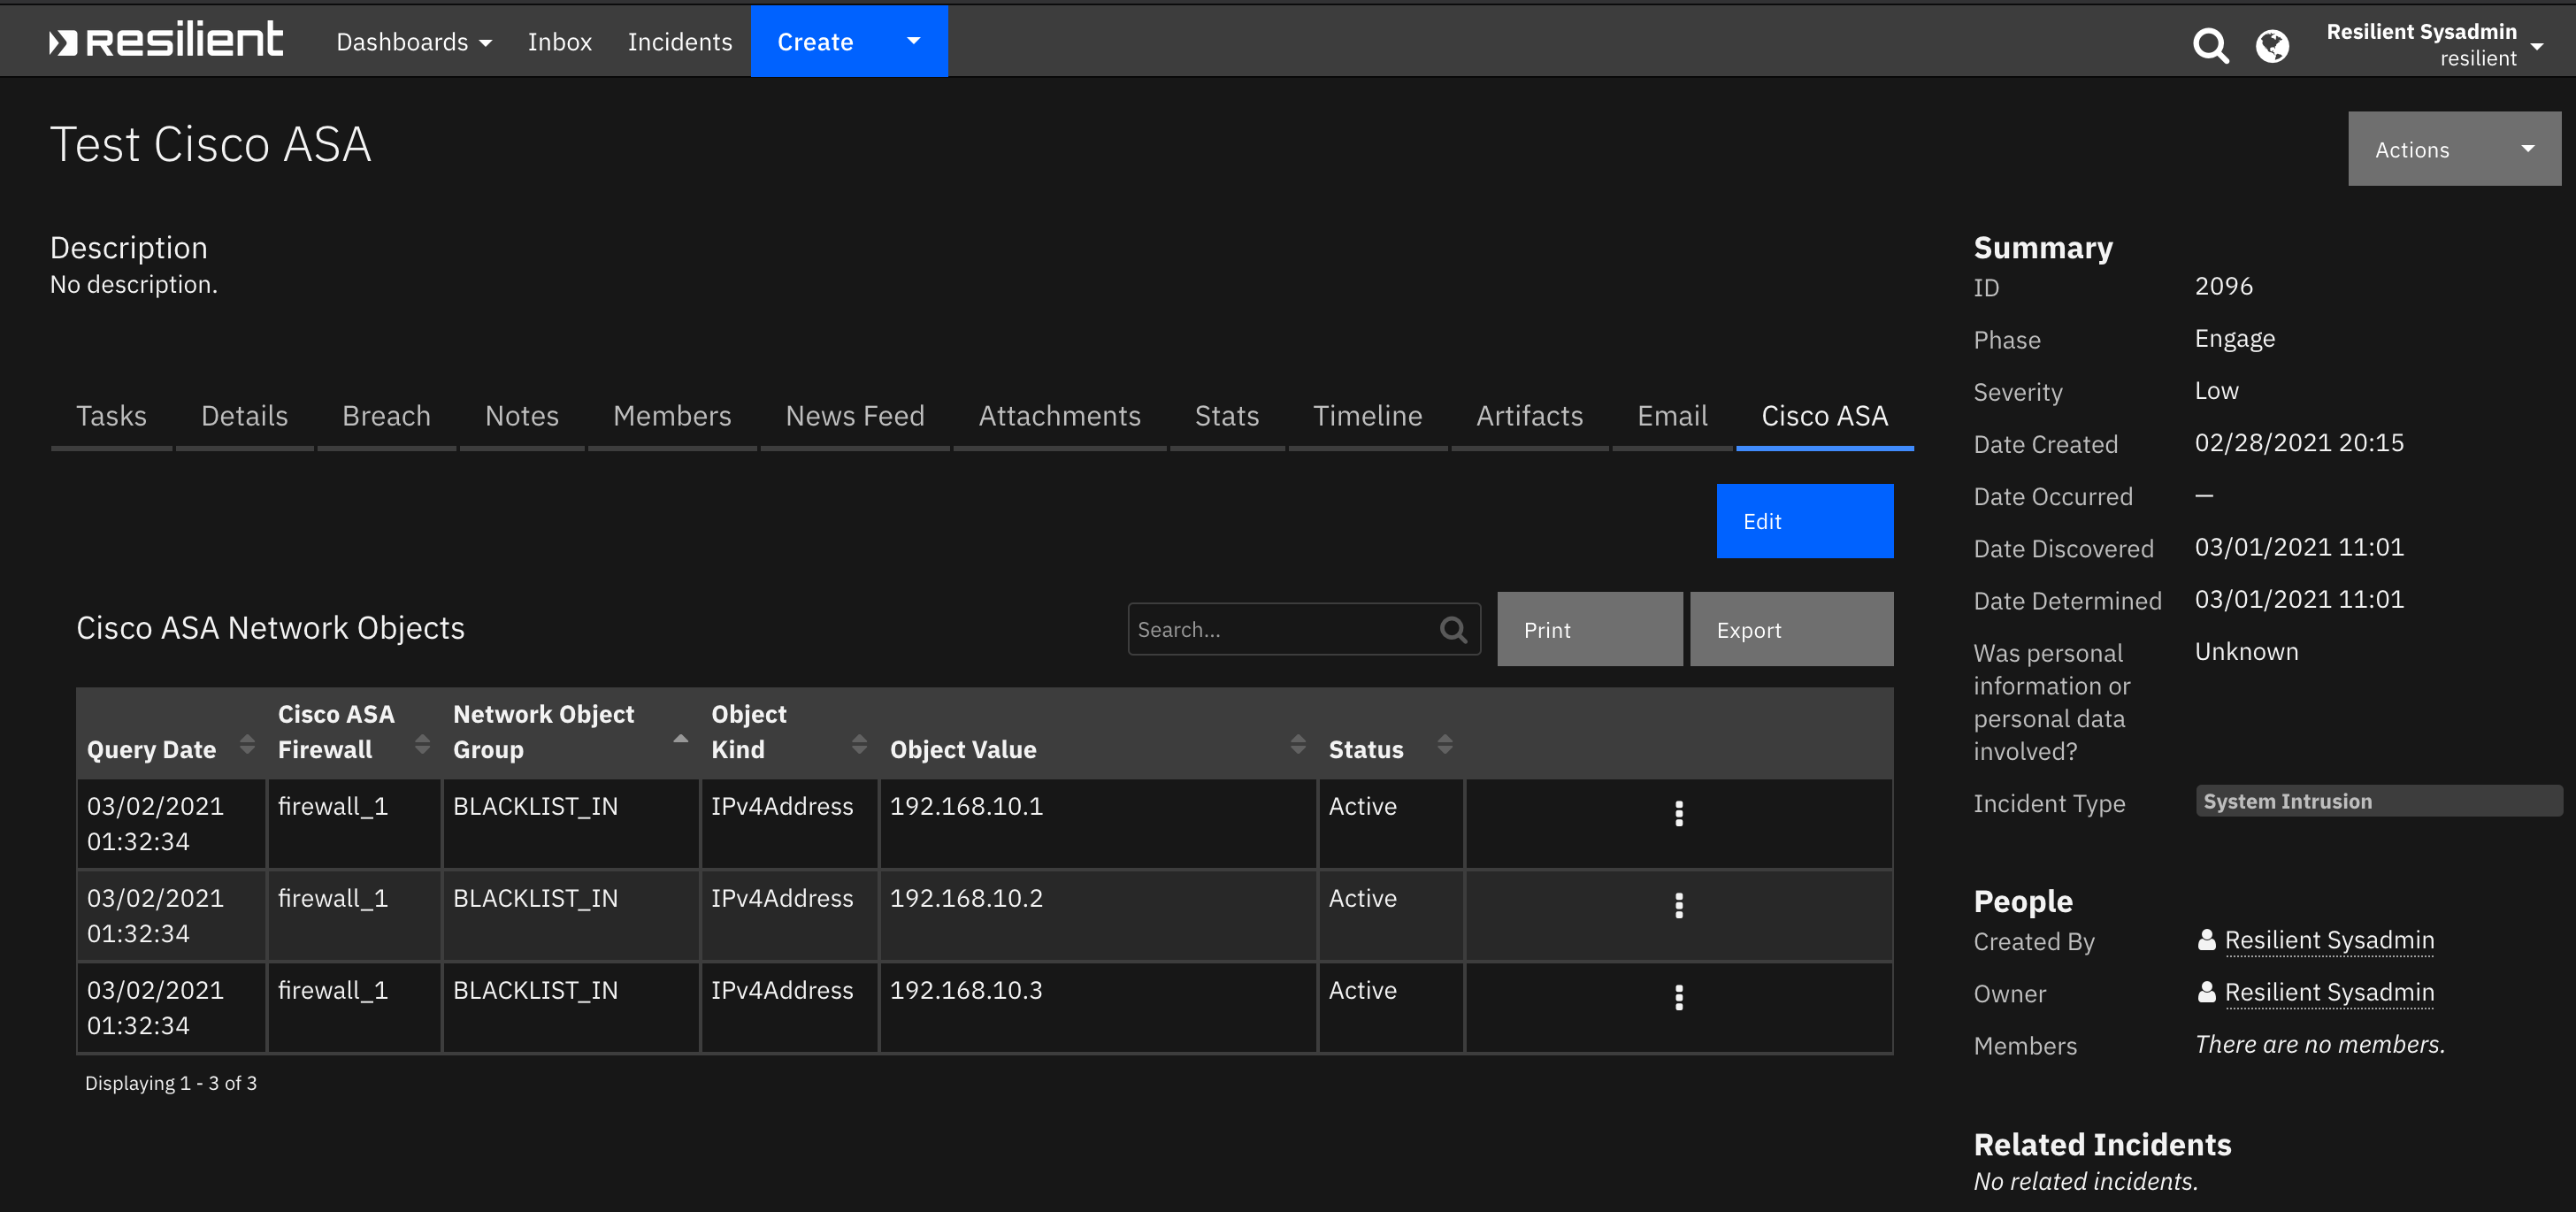 resilient Dashboards Inbox Incidents Create Resilient Sysadmin
resilient
Test Cisco ASA
Actions
Description
No description.
Tasks Details Breach Notes Members News Feed Attachments Stats Timeline Artifacts Email Cisco ASA
Edit
Cisco ASA Network Objects
Search...
Print
Export
Query Date
Cisco ASA
Firewall
Network Object
Group
Object
Kind
Object Value
Status
03/02/2021
01:32:34
firewall_1
BLACKLIST_IN
IPv4Address
192.168.10.1
Active
03/02/2021
01:32:34
firewall_1
BLACKLIST_IN
IPv4Address
192.168.10.2
Active
03/02/2021
01:32:34
firewall_1
BLACKLIST_IN
IPv4Address
192.168.10.3
Active
Displaying 1 - 3 of 3
Summary
ID 2096
Phase Engage
Severity Low
Date Created 02/28/2021 20:15
Date Occurred —
Date Discovered 03/01/2021 11:01
Date Determined 03/01/2021 11:01
Was personal Unknown
information or
personal data
involved?
Incident Type System Intrusion
People
Created By Resilient Sysadmin
Owner Resilient Sysadmin
Members There are no members.
Related Incidents
No related incidents.